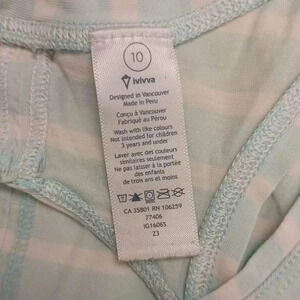 10
ivivva
Designed in Vancouver
Made in Peru
Conçu à Vancouver
Fabriqué au Pérou
Wash with like colours
Not intended for children
3 years and under
Laver avec des couleurs
similaires seulement
Ne pas laisser à la portée
des enfants
de trois ans et moins.
CA 35801 RN 106259
77406
IG1606S
23